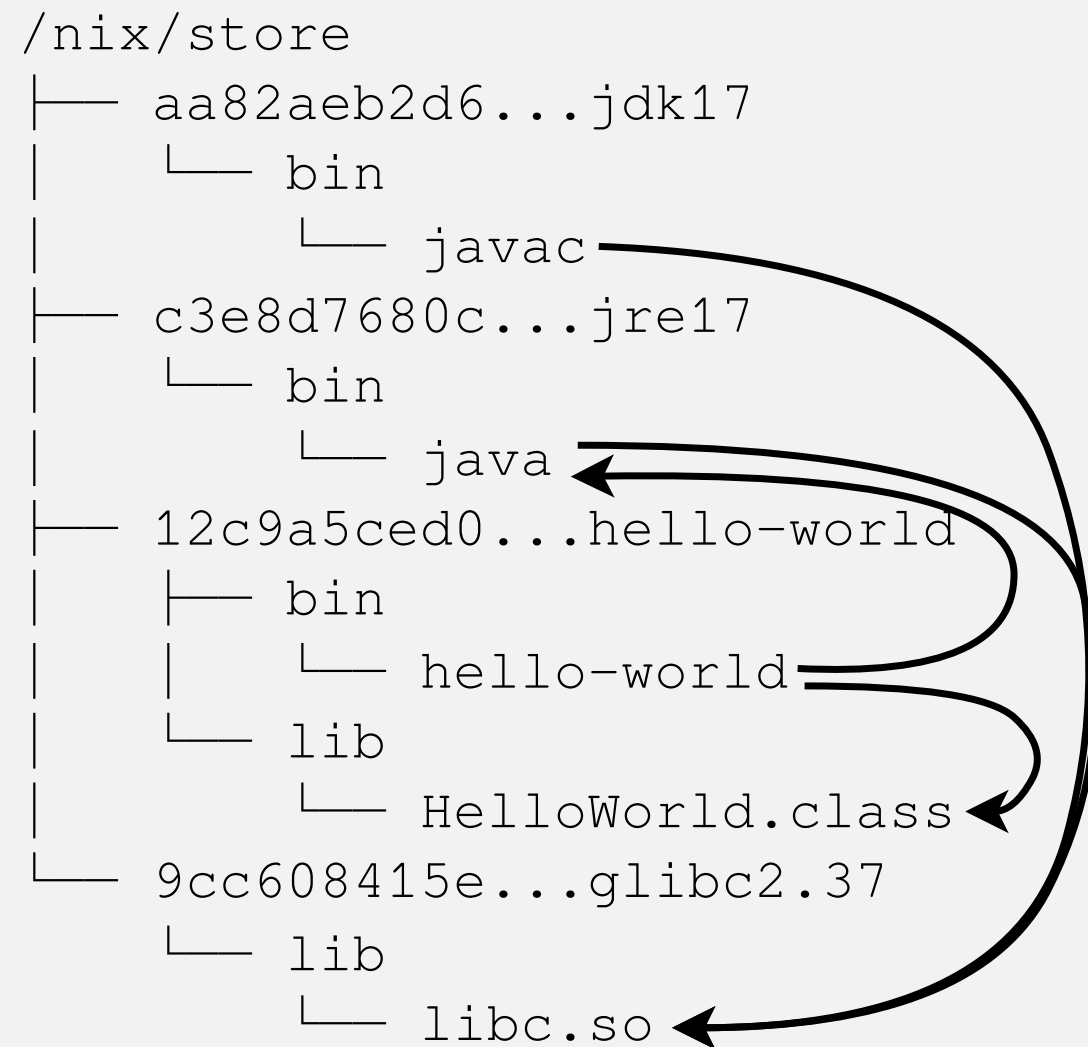 /nix/store
├── aa82aeb2d6...jdk17
│   └── bin
│       └── javac
├── c3e8d7680c...jre17
│   └── bin
│       └── java
├── 12c9a5ced0...hello-world
│   ├── bin
│   │   └── hello-world
│   └── lib
│       └── HelloWorld.class
└── 9cc608415e...glibc2.37
    └── lib
        └── libc.so